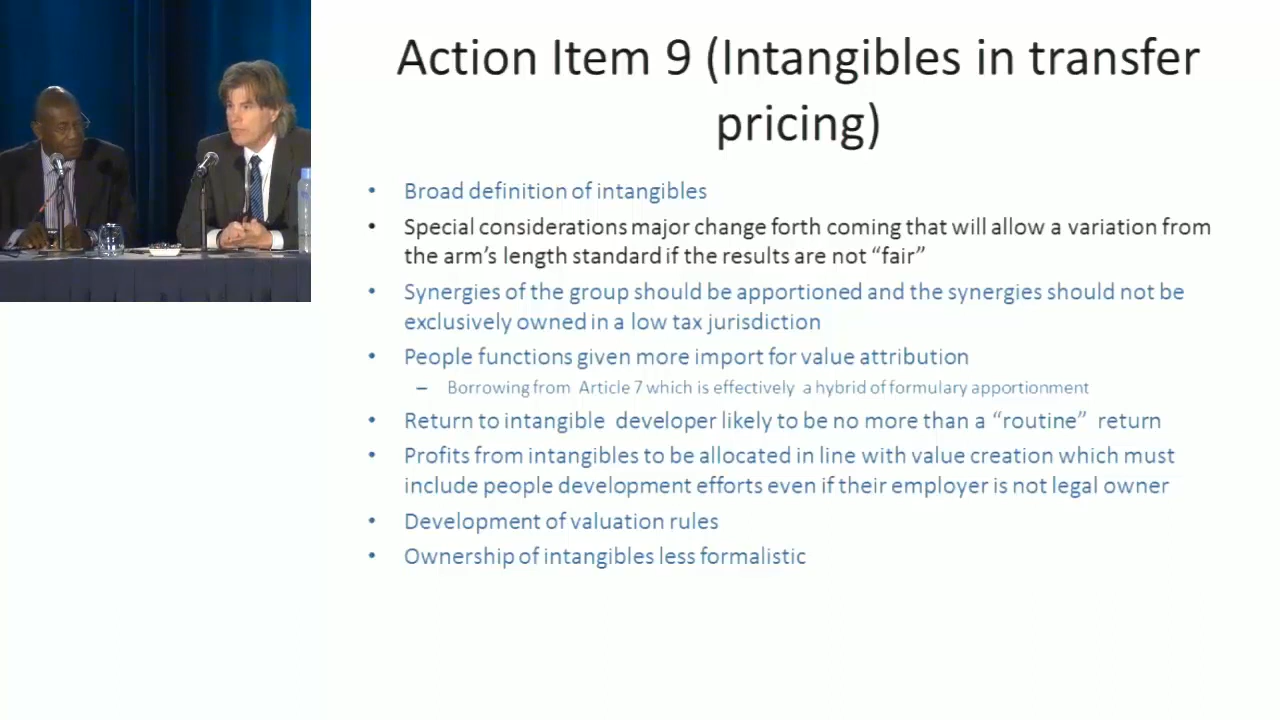 Action Item 9 (Intangibles in transfer
pricing)
• Broad definition of intangibles
• Special considerations major change forth coming that will allow a variation from
the arm's length standard if the results are not “fair”
• Synergies of the group should be apportioned and the synergies should not be
exclusively owned in a low tax jurisdiction
• People functions given more import for value attribution
– Borrowing from Article 7 which is effectively a hybrid of formulary apportionment
• Return to intangible developer likely to be no more than a “routine” return
• Profits from intangibles to be allocated in line with value creation which must
include people development efforts even if their employer is not legal owner
• Development of valuation rules
• Ownership of intangibles less formalistic